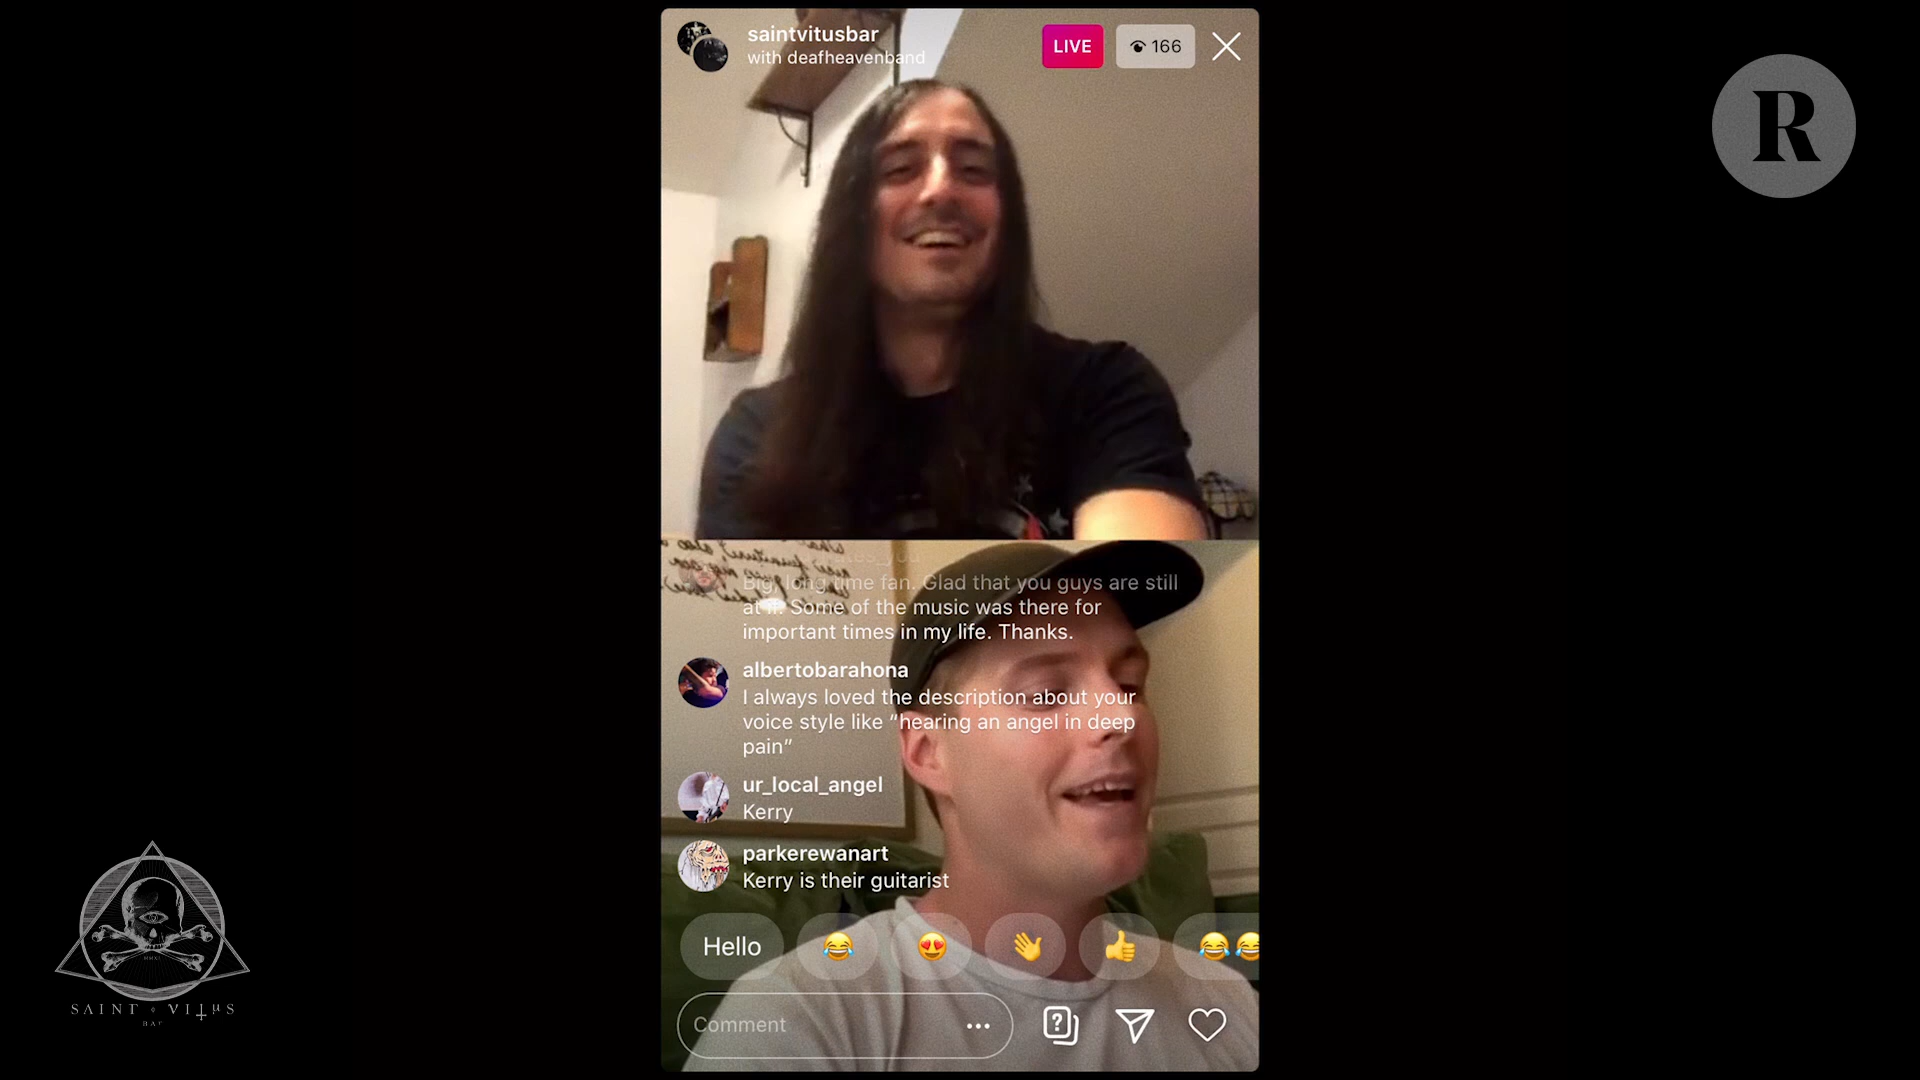 saintvitusbar
with deafheavenband
LIVE
166
R
Big, long time fan. Glad that you guys are still
at it! Some of the music was there for
important times in my life. Thanks.
albertobarahona
I always loved the description about your
voice style like “hearing an angel in deep
pain”
ur_local_angel
Kerry
parkerewanart
Kerry is their guitarist
Hello
Comment
SAINT VITUS
BAR